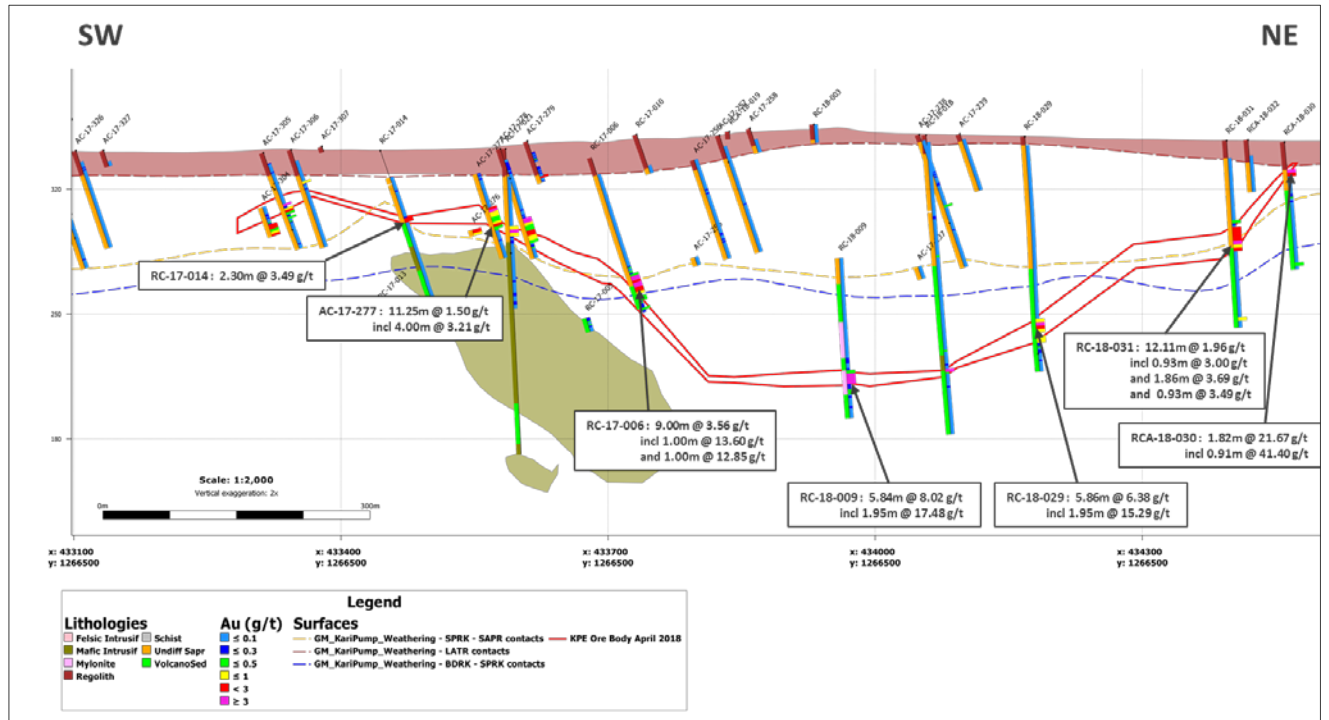 SW
NE
AC-17-326
AC-17-327
AC-17-305
AC-17-306
AC-17-307
RC-17-014
AC-17-279
RC-17-006
RC-17-010
RCA-18-019
AC-17-258
RC-18-003
AC-17-239
RC-18-029
RC-18-031
RCA-18-032
RCA-18-030
AC-17-304
RC-18-009
320
250
180
RC-17-014 : 2.30m @ 3.49 g/t
AC-17-277 : 11.25m @ 1.50 g/t
incl 4.00m @ 3.21 g/t
RC-17-006 : 9.00m @ 3.56 g/t
incl 1.00m @ 13.60 g/t
and 1.00m @ 12.85 g/t
RC-18-009 : 5.84m @ 8.02 g/t
incl 1.95m @ 17.48 g/t
RC-18-029 : 5.86m @ 6.38 g/t
incl 1.95m @ 15.29 g/t
RC-18-031 : 12.11m @ 1.96 g/t
incl 0.93m @ 3.00 g/t
and 1.86m @ 3.69 g/t
and 0.93m @ 3.49 g/t
RCA-18-030 : 1.82m @ 21.67 g/t
incl 0.91m @ 41.40 g/t
Scale: 1:2,000
Vertical exaggeration: 2x
0m 300m
x: 433100 x: 433400 x: 433700 x: 434000 x: 434300
y: 1266500 y: 1266500 y: 1266500 y: 1266500 y: 1266500
Legend
Lithologies
Felsic Intrusif
Mafic Intrusif
Mylonite
Regolith
Schist
Undiff Sapr
VolcanoSed
Au (g/t)
≤ 0.1
≤ 0.3
≤ 0.5
≤ 1
< 3
≥ 3
Surfaces
GM_KariPump_Weathering - SPRK - SAPR contacts
GM_KariPump_Weathering - LATR contacts
GM_KariPump_Weathering - BDRK - SPRK contacts
KPE Ore Body April 2018